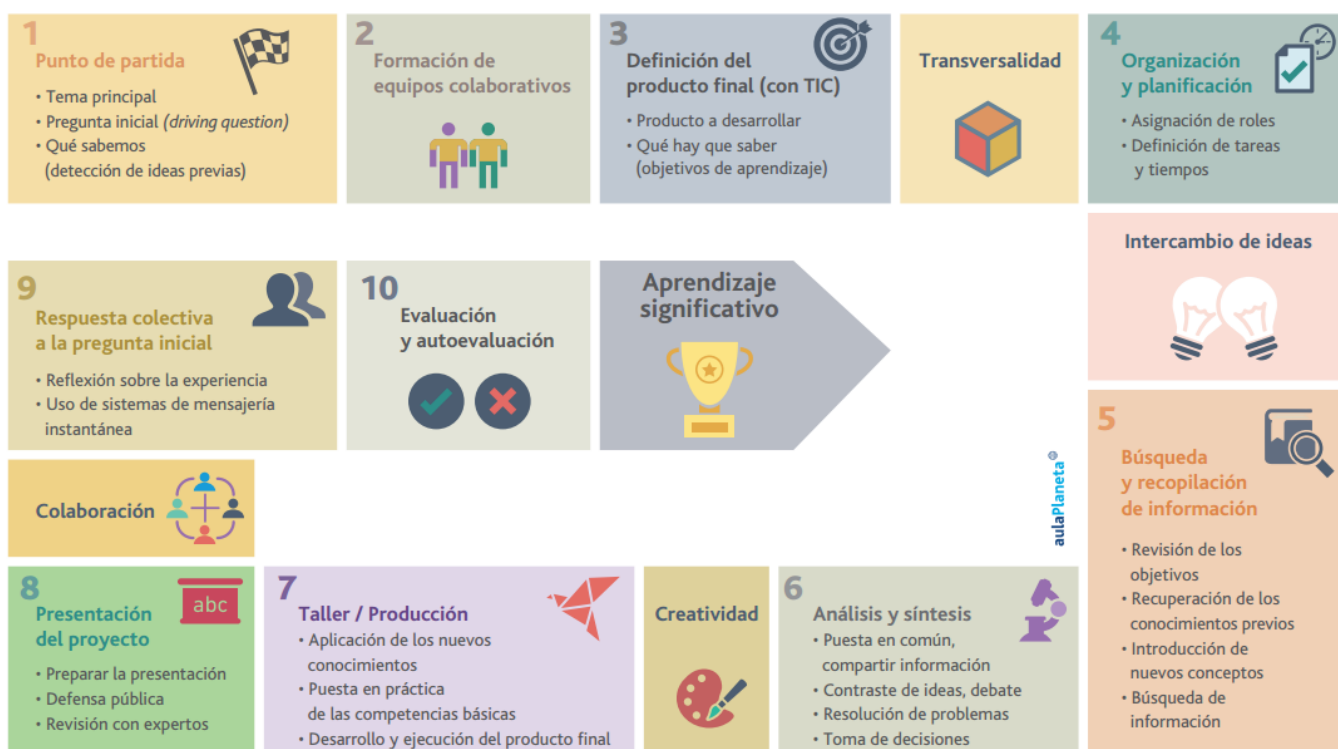 1
Punto de partida
• Tema principal
• Pregunta inicial (driving question)
• Qué sabemos
(detección de ideas previas)
2
Formación de
equipos colaborativos
3
Definición del
producto final (con TIC)
• Producto a desarrollar
• Qué hay que saber
(objetivos de aprendizaje)
Transversalidad
4
Organización
y planificación
• Asignación de roles
• Definición de tareas
y tiempos
Intercambio de ideas
5
Búsqueda
y recopilación
de información
• Revisión de los
objetivos
• Recuperación de los
conocimientos previos
• Introducción de
nuevos conceptos
• Búsqueda de
información
6
Análisis y síntesis
• Puesta en común,
compartir información
• Contraste de ideas, debate
• Resolución de problemas
• Toma de decisiones
Creatividad
7
Taller / Producción
• Aplicación de los nuevos
conocimientos
• Puesta en práctica
de las competencias básicas
• Desarrollo y ejecución del producto final
8
Presentación
del proyecto
abc
• Preparar la presentación
• Defensa pública
• Revisión con expertos
Colaboración
9
Respuesta colectiva
a la pregunta inicial
• Reflexión sobre la experiencia
• Uso de sistemas de mensajería
instantánea
10
Evaluación
y autoevaluación
Aprendizaje
significativo
aulaPlaneta